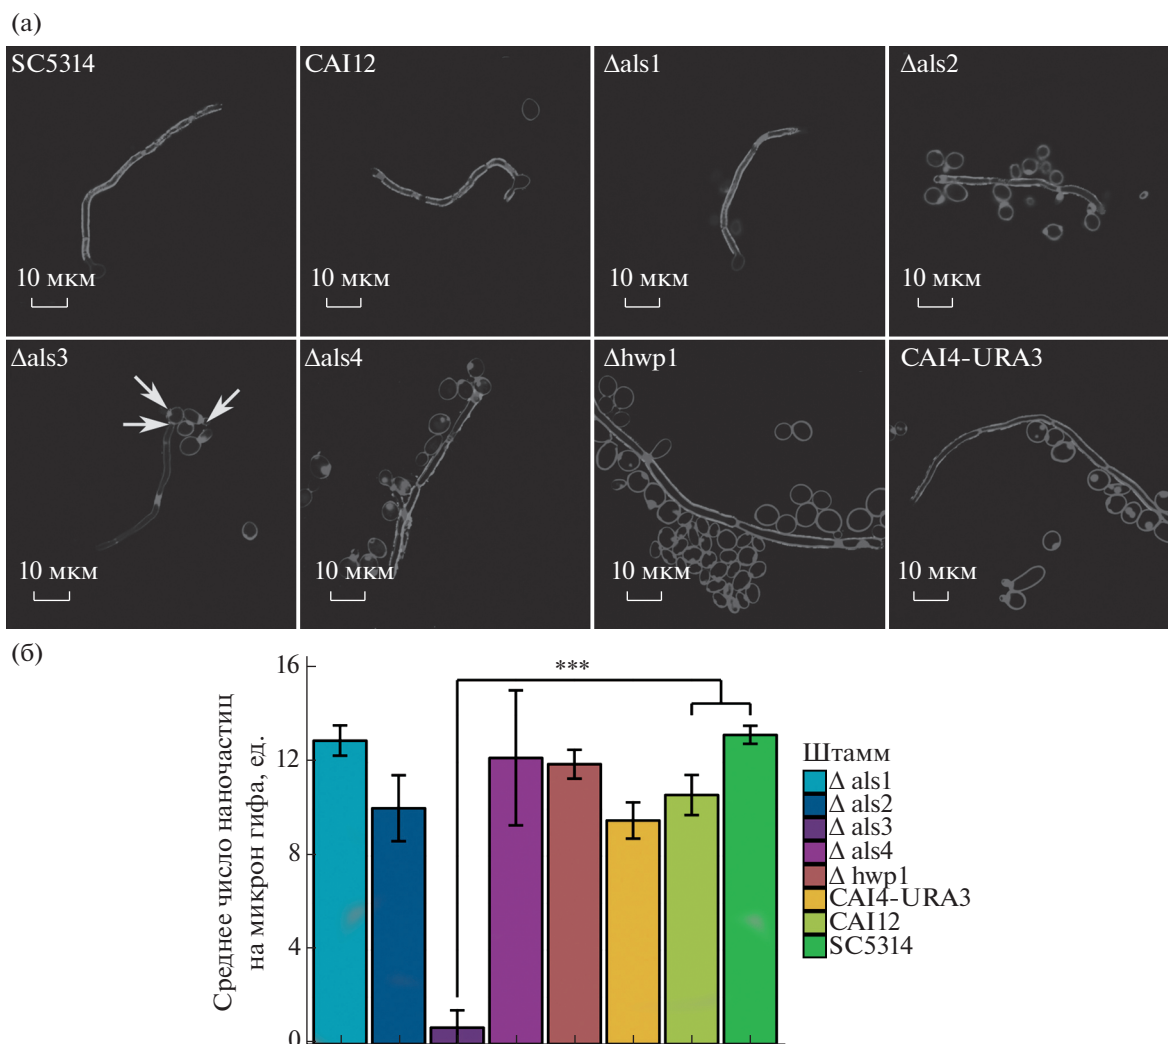 (а)
SC5314
CAI12
Δals1
Δals2
10 мкм
10 мкм
10 мкм
10 мкм
Δals3
Δals4
Δhwp1
CAI4-URA3
10 мкм
10 мкм
10 мкм
10 мкм
(б)
Среднее число наночастиц
на микрон гифа, ед.
16
12
8
4
0
***
Штамм
Δ als1
Δ als2
Δ als3
Δ als4
Δ hwp1
CAI4-URA3
CAI12
SC5314